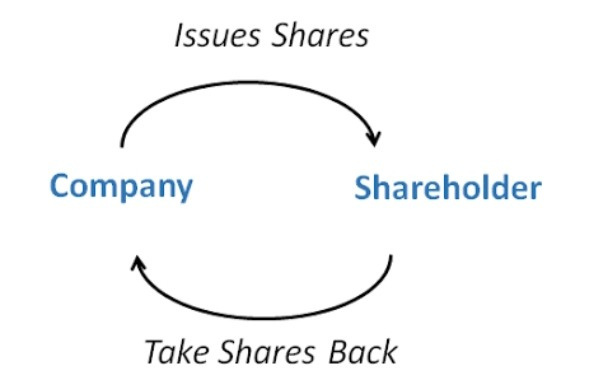 Issues Shares
Company
Shareholder
Take Shares Back